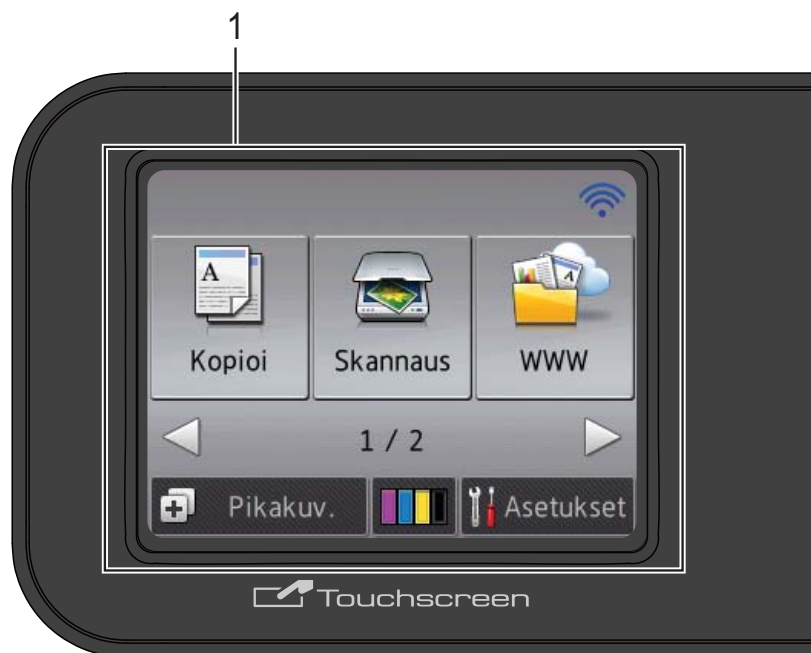 1
Kopioi Skannaus WWW
1 / 2
Pikakuv. Asetukset
Touchscreen